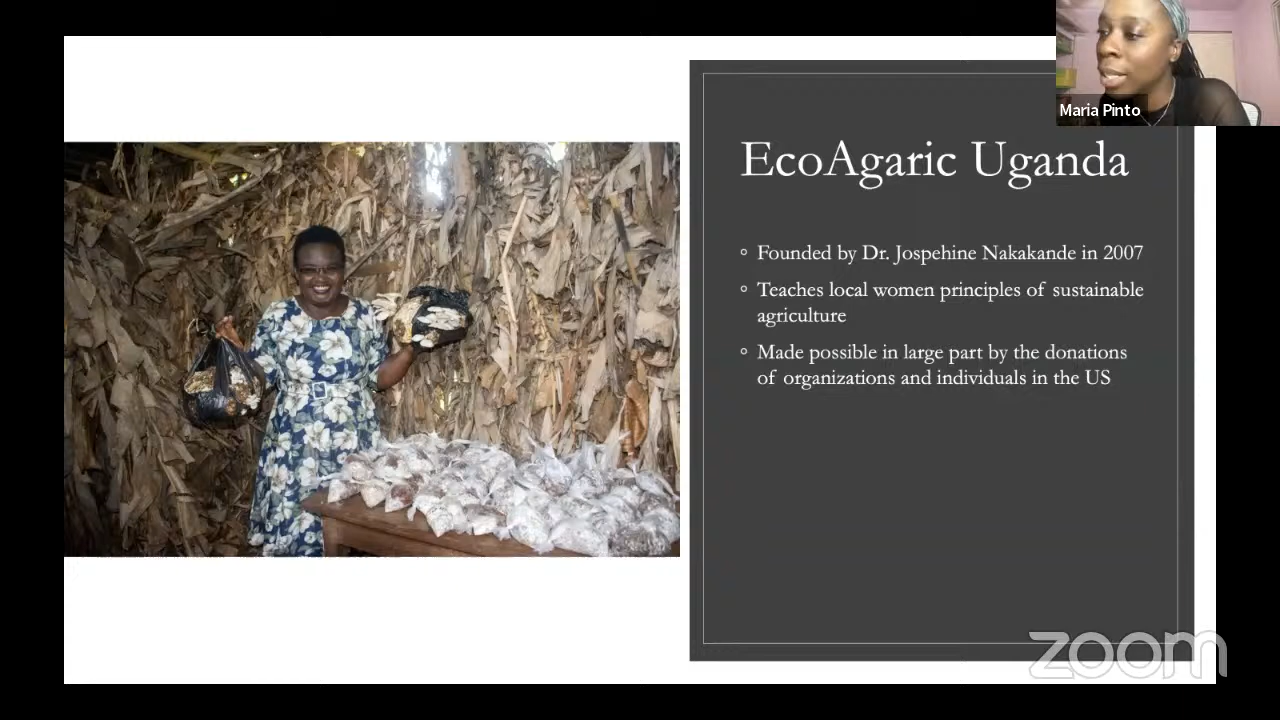 Maria Pinto
EcoAgaric Uganda
Founded by Dr. Jospehine Nakakande in 2007
Teaches local women principles of sustainable
agriculture
Made possible in large part by the donations
of organizations and individuals in the US
zoom